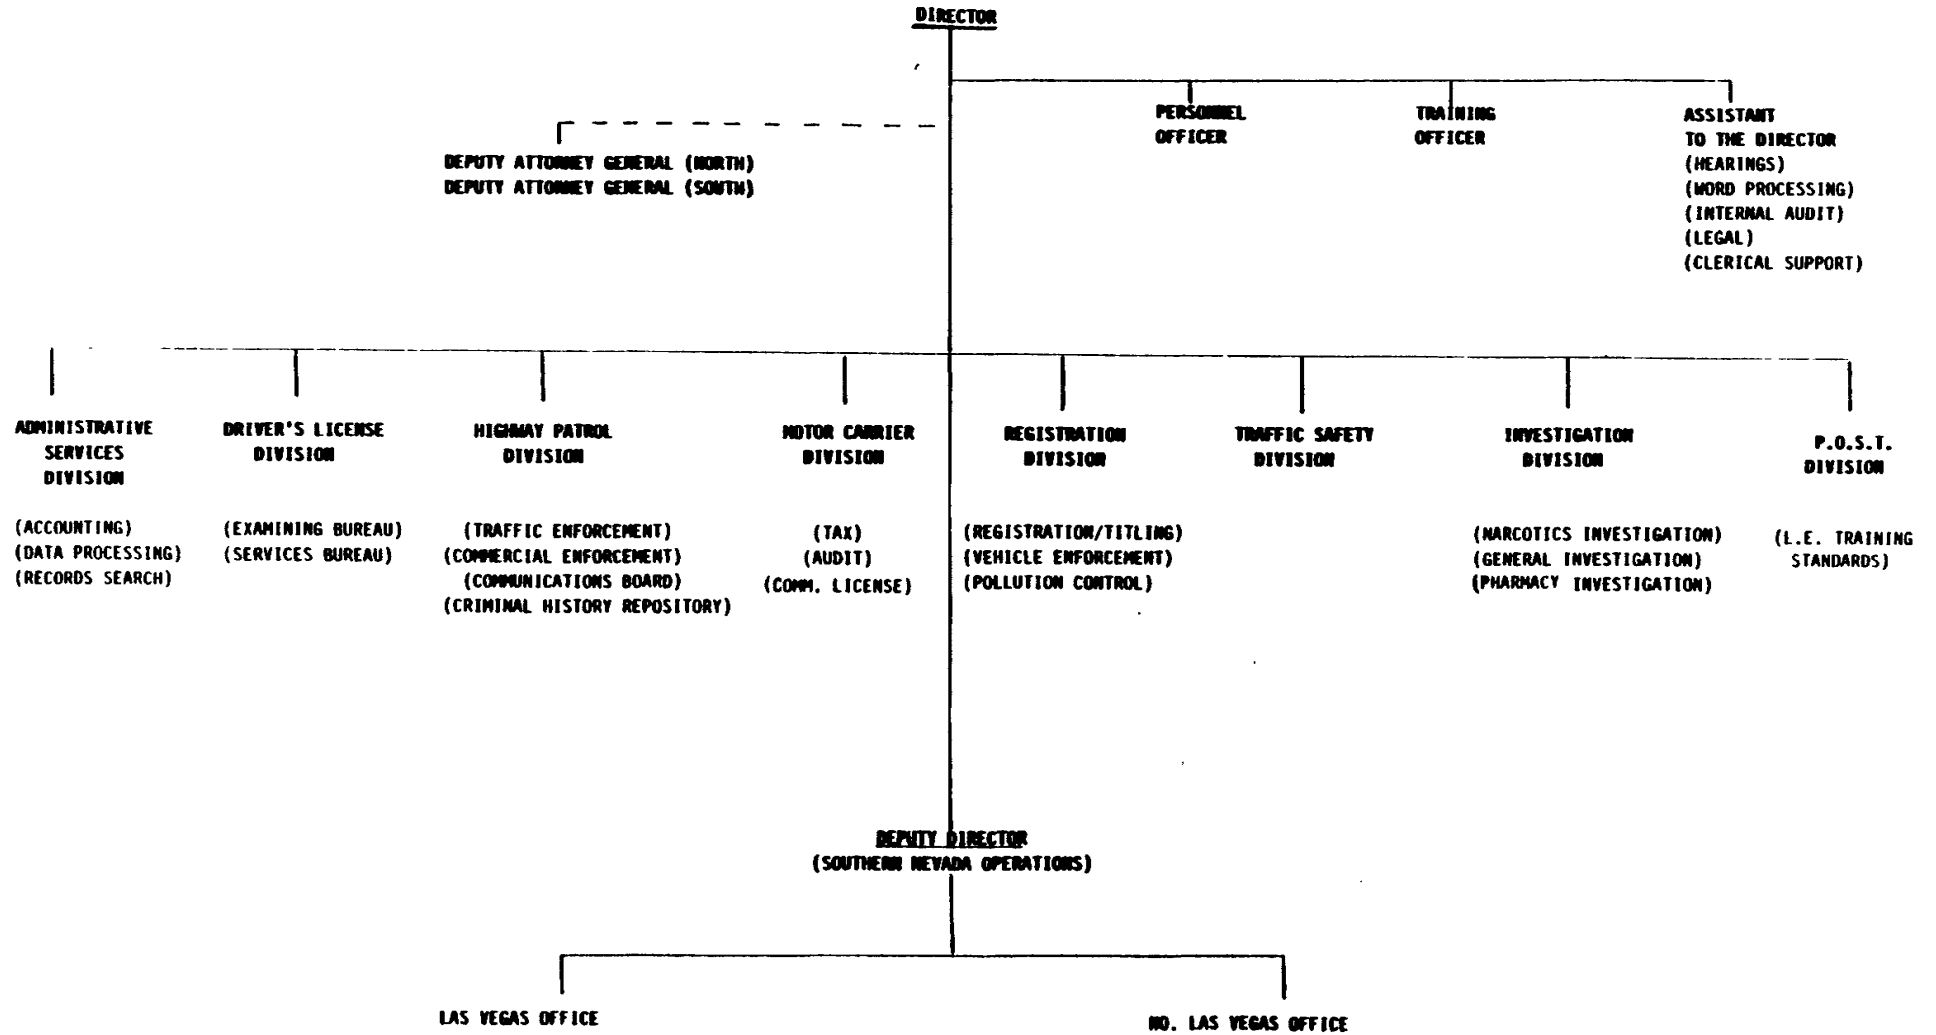 DIRECTOR
PERSONNEL
OFFICER
TRAINING
OFFICER
ASSISTANT
TO THE DIRECTOR
(HEARINGS)
(WORD PROCESSING)
(INTERNAL AUDIT)
(LEGAL)
(CLERICAL SUPPORT)
DEPUTY ATTORNEY GENERAL (NORTH)
DEPUTY ATTORNEY GENERAL (SOUTH)
ADMINISTRATIVE
SERVICES
DIVISION
(ACCOUNTING)
(DATA PROCESSING)
(RECORDS SEARCH)
DRIVER'S LICENSE
DIVISION
(EXAMINING BUREAU)
(SERVICES BUREAU)
HIGHWAY PATROL
DIVISION
(TRAFFIC ENFORCEMENT)
(COMMERCIAL ENFORCEMENT)
(COMMUNICATIONS BOARD)
(CRIMINAL HISTORY REPOSITORY)
MOTOR CARRIER
DIVISION
(TAX)
(AUDIT)
(COMM. LICENSE)
REGISTRATION
DIVISION
(REGISTRATION/TITLING)
(VEHICLE ENFORCEMENT)
(POLLUTION CONTROL)
TRAFFIC SAFETY
DIVISION
INVESTIGATION
DIVISION
(NARCOTICS INVESTIGATION)
(GENERAL INVESTIGATION)
(PHARMACY INVESTIGATION)
P.O.S.T.
DIVISION
(L.E. TRAINING
STANDARDS)
DEPUTY DIRECTOR
(SOUTHERN NEVADA OPERATIONS)
LAS VEGAS OFFICE
NO. LAS VEGAS OFFICE